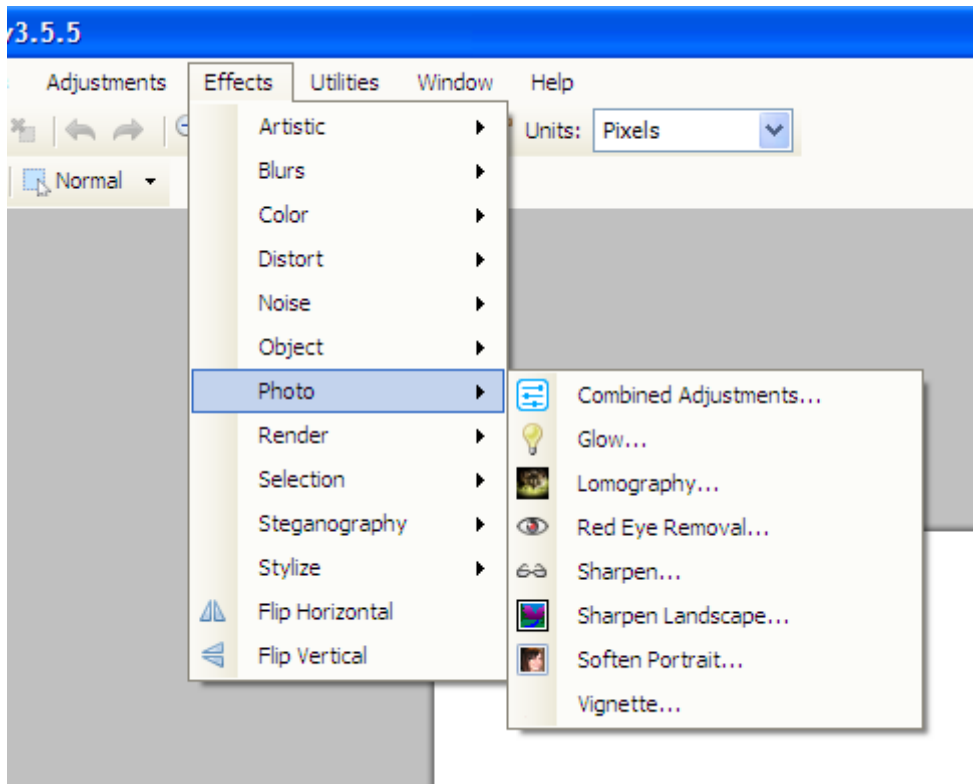 v3.5.5
Adjustments Effects Utilities Window Help
Units: Pixels
Normal
Artistic
Blurs
Color
Distort
Noise
Object
Photo
Render
Selection
Steganography
Stylize
Flip Horizontal
Flip Vertical
Combined Adjustments...
Glow...
Lomography...
Red Eye Removal...
Sharpen...
Sharpen Landscape...
Soften Portrait...
Vignette...